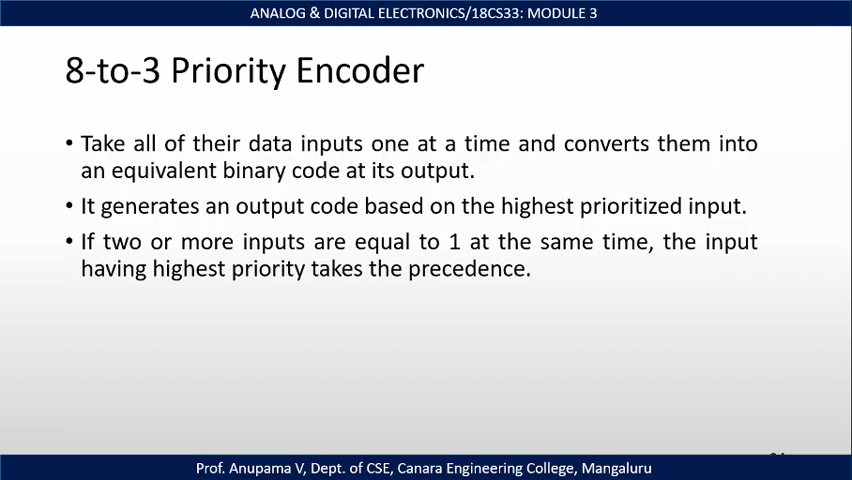 ANALOG & DIGITAL ELECTRONICS/18CS33: MODULE 3
8-to-3 Priority Encoder
• Take all of their data inputs one at a time and converts them into
an equivalent binary code at its output.
• It generates an output code based on the highest prioritized input.
• If two or more inputs are equal to 1 at the same time, the input
having highest priority takes the precedence.
Prof. Anupama V, Dept. of CSE, Canara Engineering College, Mangaluru